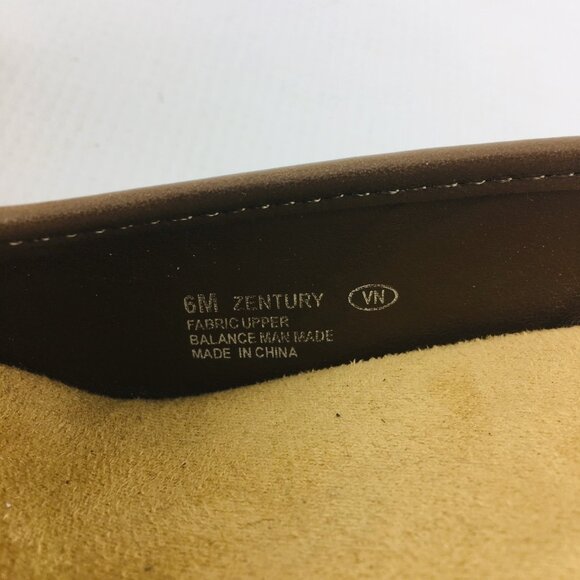 6M ZENTURY VN
FABRIC UPPER
BALANCE MAN MADE
MADE IN CHINA